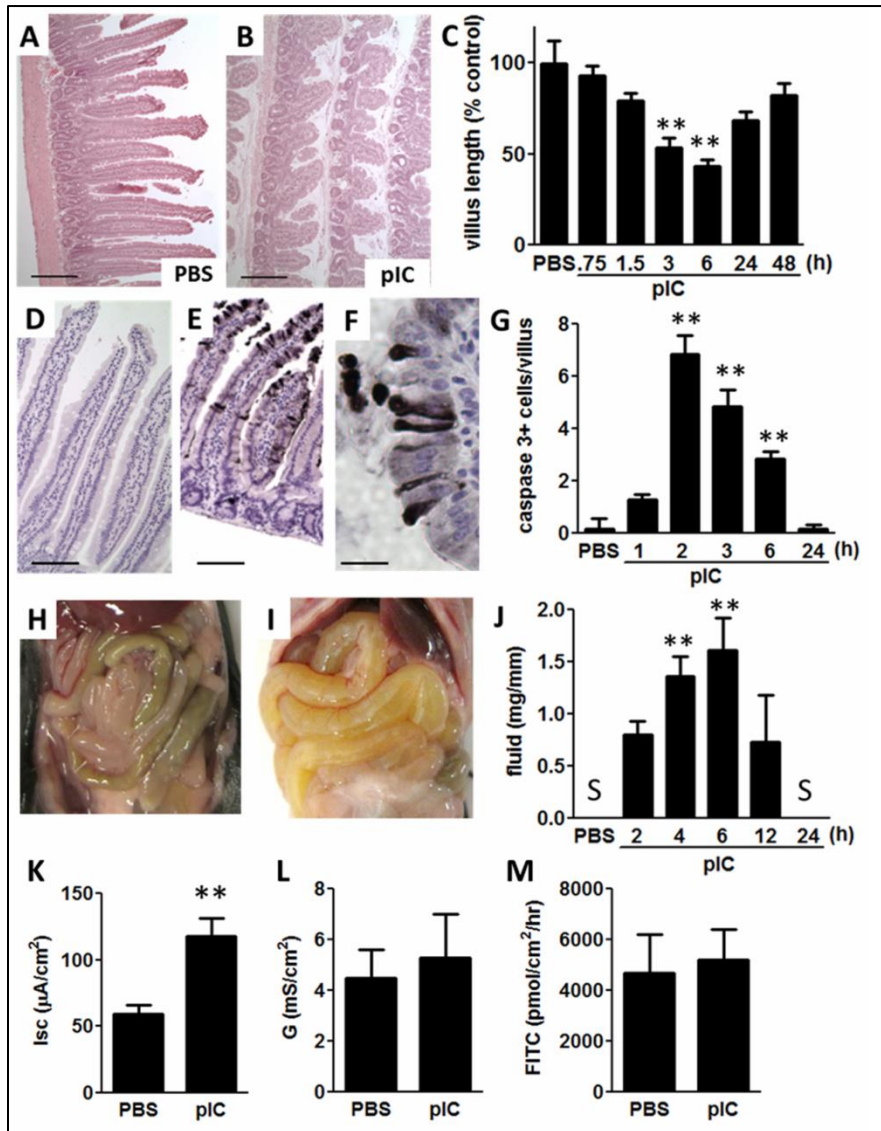 A
B
PBS
pIC
C
villus length (% control)
100
50
0
**
**
PBS .75 1.5 3 6 24 48 (h)
pIC
D
E
F
G
caspase 3+ cells/villus
8
6
4
2
0
**
**
**
PBS 1 2 3 6 24 (h)
pIC
H
I
J
fluid (mg/mm)
2.0
1.5
1.0
0.5
0.0
**
**
S
S
PBS 2 4 6 12 24 (h)
pIC
K
Isc (µA/cm²)
150
100
50
0
**
PBS pIC
L
G (mS/cm²)
8
6
4
2
0
PBS pIC
M
FITC (pmol/cm²/hr)
8000
6000
4000
2000
0
PBS pIC